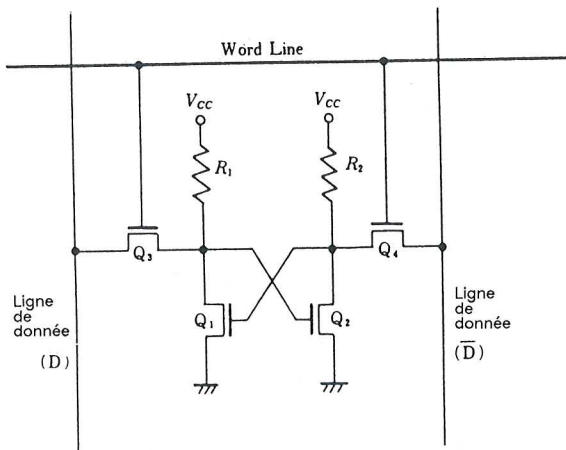 Word Line
VCC
VCC
R1
R2
Q3
Q4
Q1
Q2
Ligne
de
donnée
(D)
Ligne
de
donnée
(D̅)